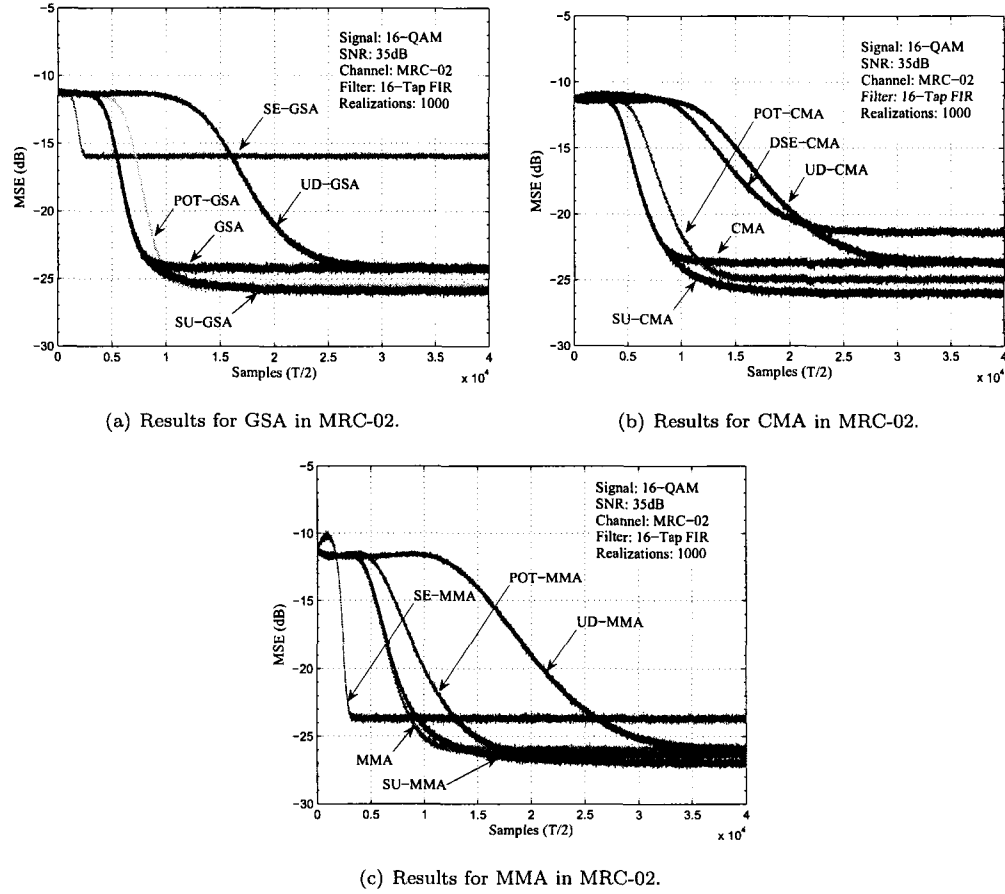 -5
-10
-15
-20
-25
-30
MSE (dB)
0
0.5
1
1.5
2
2.5
3
3.5
4
Samples (T/2)
x 10^4
Signal: 16-QAM
SNR: 35dB
Channel: MRC-02
Filter: 16-Tap FIR
Realizations: 1000
SE-GSA
UD-GSA
POT-GSA
GSA
SU-GSA
(a) Results for GSA in MRC-02.
-5
-10
-15
-20
-25
-30
MSE (dB)
0
0.5
1
1.5
2
2.5
3
3.5
4
Samples (T/2)
x 10^4
Signal: 16-QAM
SNR: 35dB
Channel: MRC-02
Filter: 16-Tap FIR
Realizations: 1000
POT-CMA
DSE-CMA
UD-CMA
CMA
SU-CMA
(b) Results for CMA in MRC-02.
-5
-10
-15
-20
-25
-30
MSE (dB)
0
0.5
1
1.5
2
2.5
3
3.5
4
Samples (T/2)
x 10^4
Signal: 16-QAM
SNR: 35dB
Channel: MRC-02
Filter: 16-Tap FIR
Realizations: 1000
POT-MMA
SE-MMA
UD-MMA
MMA
SU-MMA
(c) Results for MMA in MRC-02.